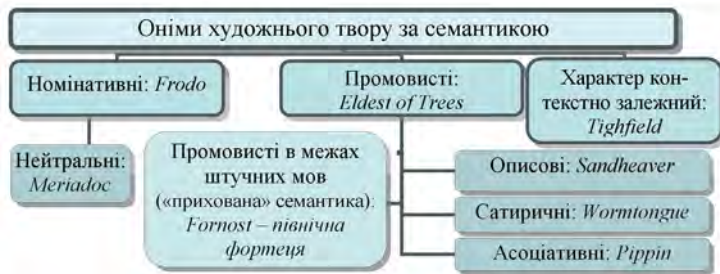 Оніми художнього твору за семантикою
Номінативні: Frodo
Нейтральні:
Meriadoc
Промовисті:
Eldest of Trees
Промовисті в межах
штучних мов
(«прихована» семантика):
Fornost – північна
фортеця
Описові: Sandheaver
Сатиричні: Wormtongue
Асоціативні: Pippin
Характер кон-
текстно залежний:
Tighfield